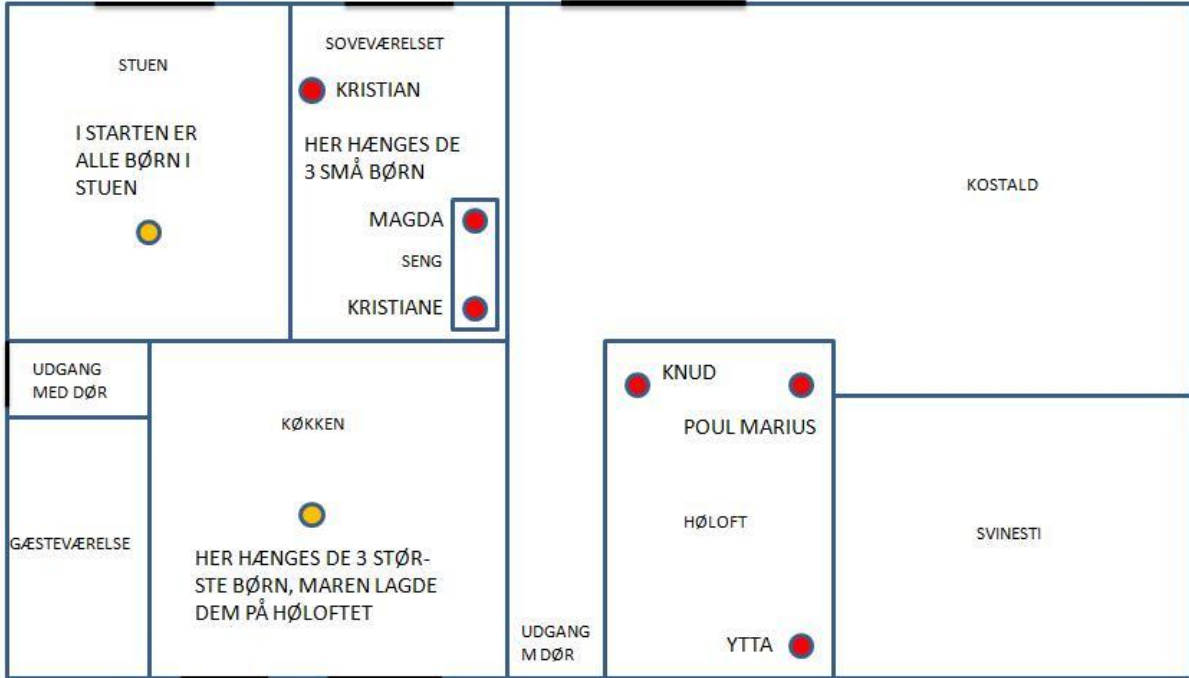 STUEN
I STARTEN ER
ALLE BØRN I
STUEN
SOVEVÆRELSET
KRISTIAN
HER HÆNGES DE
3 SMÅ BØRN
MAGDA
SENG
KRISTIANE
KOSTALD
UDGANG
MED DØR
GÆSTEVÆRELSE
KØKKEN
HER HÆNGES DE 3 STØR-
STE BØRN, MAREN LAGDE
DEM PÅ HØLOFTET
UDGANG
M DØR
KNUD
POUL MARIUS
HØLOFT
YTTA
SVINESTI